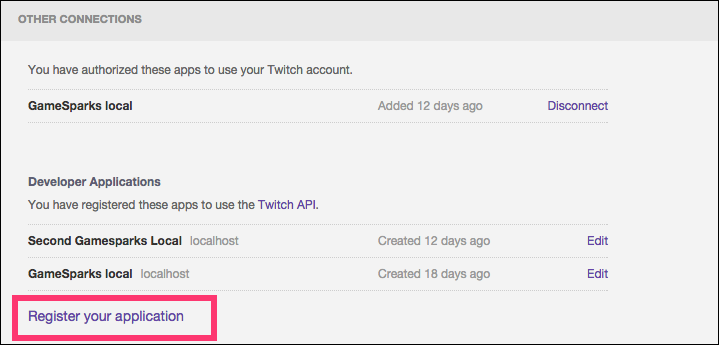 OTHER CONNECTIONS
You have authorized these apps to use your Twitch account.
GameSparks local Added 12 days ago Disconnect
Developer Applications
You have registered these apps to use the Twitch API.
Second Gamesparks Local localhost Created 12 days ago Edit
GameSparks local localhost Created 18 days ago Edit
Register your application